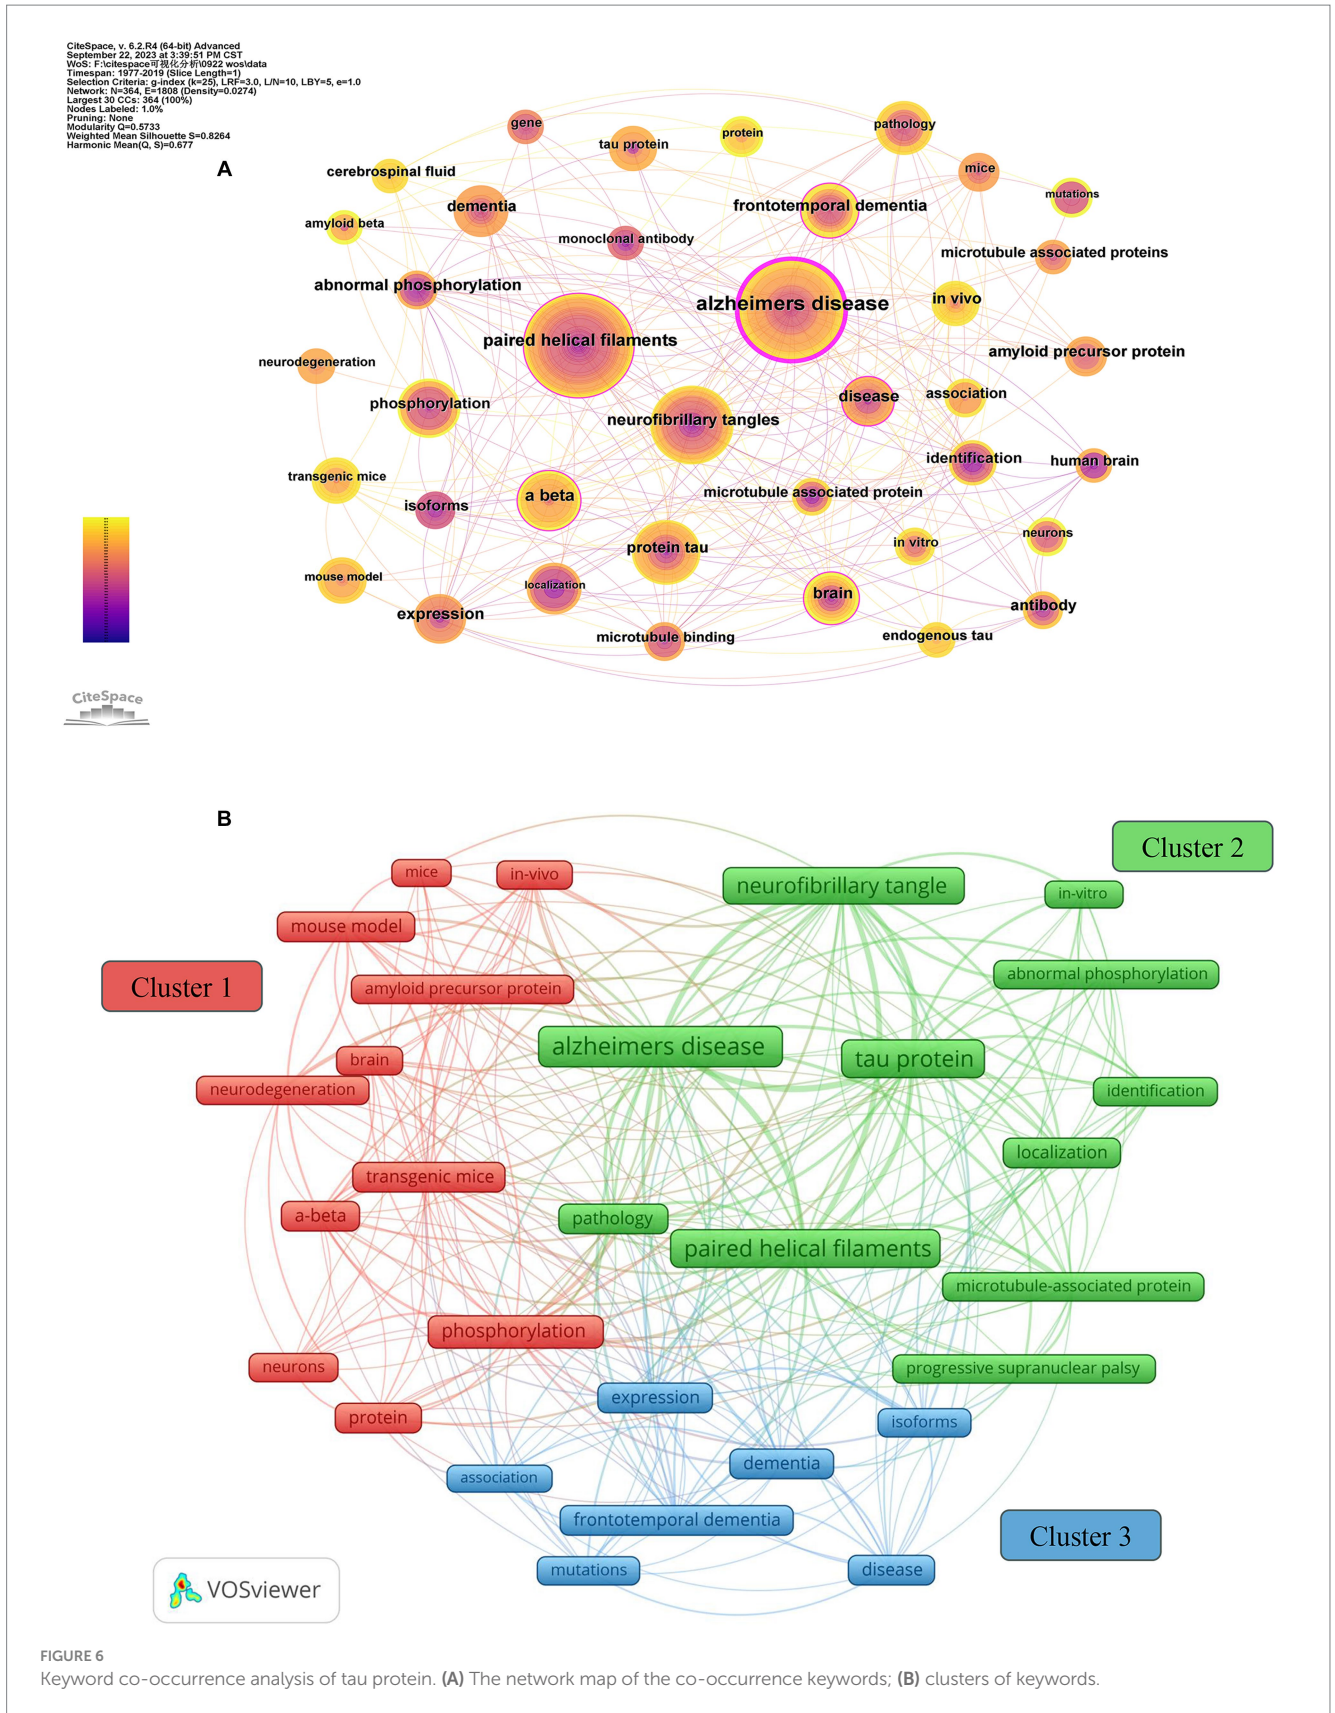 CiteSpace, v. 6.2.R4 (64-bit) Advanced
September 22, 2023 at 3:39:51 PM CST
WoS: F:\citespace可视化分析\0922 wos\data
Timespan: 1977-2019 (Slice Length=1)
Selection Criteria: g-index (k=25), LRF=3.0, L/N=10, LBY=5, e=1.0
Network: N=364, E=1808 (Density=0.0274)
Largest 30 CCs: 364 (100%)
Nodes Labeled: 1.0%
Pruning: None
Modularity Q=0.5733
Weighted Mean Silhouette S=0.8264
Harmonic Mean(Q, S)=0.677
A
gene
tau protein
protein
pathology
cerebrospinal fluid
mice
mutations
dementia
frontotemporal dementia
amyloid beta
monoclonal antibody
microtubule associated proteins
abnormal phosphorylation
alzheimers disease
in vivo
paired helical filaments
amyloid precursor protein
neurodegeneration
phosphorylation
disease
association
neurofibrillary tangles
identification
human brain
transgenic mice
a beta
microtubule associated protein
isoforms
protein tau
in vitro
neurons
mouse model
localization
brain
antibody
expression
microtubule binding
endogenous tau
CiteSpace
B
Cluster 2
mice
in-vivo
neurofibrillary tangle
in-vitro
mouse model
abnormal phosphorylation
Cluster 1
amyloid precursor protein
alzheimers disease
tau protein
brain
neurodegeneration
identification
localization
transgenic mice
a-beta
pathology
paired helical filaments
microtubule-associated protein
phosphorylation
neurons
progressive supranuclear palsy
expression
protein
isoforms
dementia
association
frontotemporal dementia
Cluster 3
mutations
disease
VOSviewer
FIGURE 6
Keyword co-occurrence analysis of tau protein. (A) The network map of the co-occurrence keywords; (B) clusters of keywords.